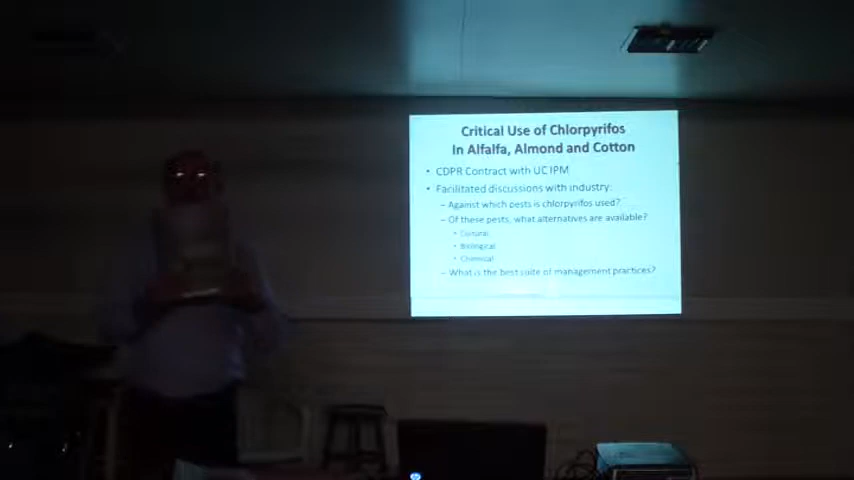 Critical Use of Chlorpyrifos
In Alfalfa, Almond and Cotton
• CDPR Contract with UC IPM
• Facilitated discussions with industry:
– Against which pests is chlorpyrifos used?
– Of these pests, what alternatives are available?
• Cultural
• Biological
• Chemical
– What is the best suite of management practices?
hp